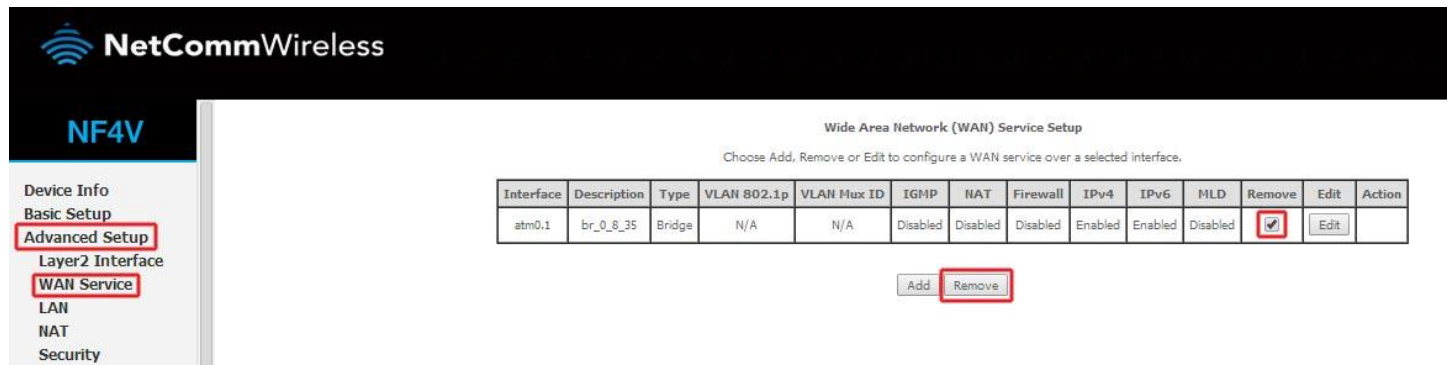 NetCommWireless
NF4V
Device Info
Basic Setup
Advanced Setup
Layer2 Interface
WAN Service
LAN
NAT
Security
Wide Area Network (WAN) Service Setup
Choose Add, Remove or Edit to configure a WAN service over a selected interface.
Interface Description Type VLAN 802.1p VLAN Mux ID IGMP NAT Firewall IPv4 IPv6 MLD Remove Edit Action
atm0.1 br_0_8_35 Bridge N/A N/A Disabled Disabled Disabled Enabled Enabled Disabled Edit
Add Remove